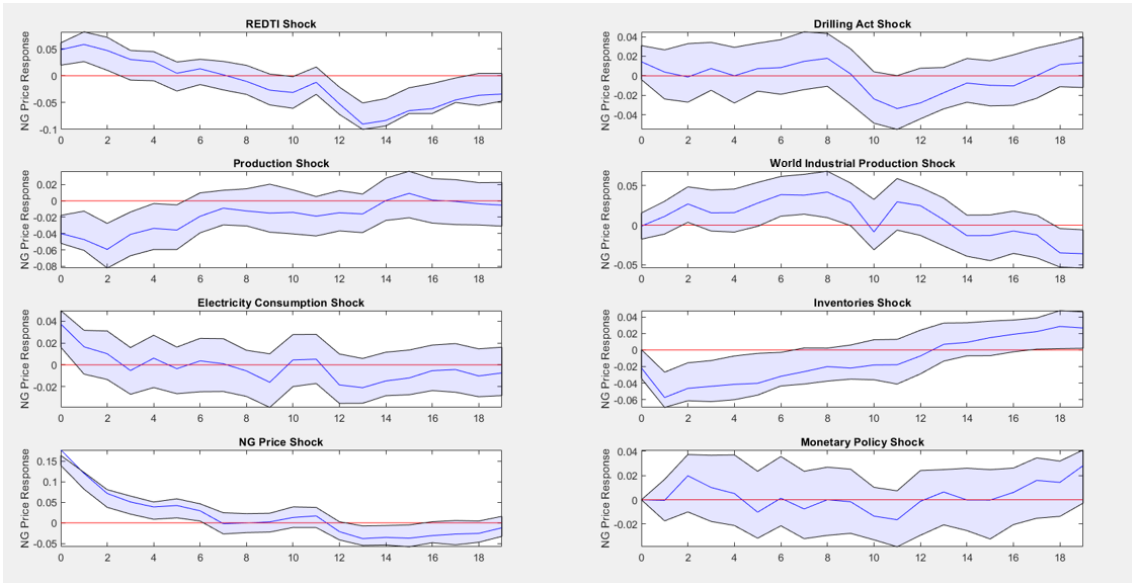 REDTI Shock
NG Price Response
0.05
0
-0.05
-0.1
0 2 4 6 8 10 12 14 16 18
Drilling Act Shock
NG Price Response
0.04
0.02
0
-0.02
-0.04
0 2 4 6 8 10 12 14 16 18
Production Shock
NG Price Response
0.02
0
-0.02
-0.04
-0.06
-0.08
0 2 4 6 8 10 12 14 16 18
World Industrial Production Shock
NG Price Response
0.05
0
-0.05
0 2 4 6 8 10 12 14 16 18
Electricity Consumption Shock
NG Price Response
0.04
0.02
0
-0.02
0 2 4 6 8 10 12 14 16 18
Inventories Shock
NG Price Response
0.04
0.02
0
-0.02
-0.04
-0.06
0 2 4 6 8 10 12 14 16 18
NG Price Shock
NG Price Response
0.15
0.1
0.05
0
-0.05
0 2 4 6 8 10 12 14 16 18
Monetary Policy Shock
NG Price Response
0.04
0.02
0
-0.02
0 2 4 6 8 10 12 14 16 18